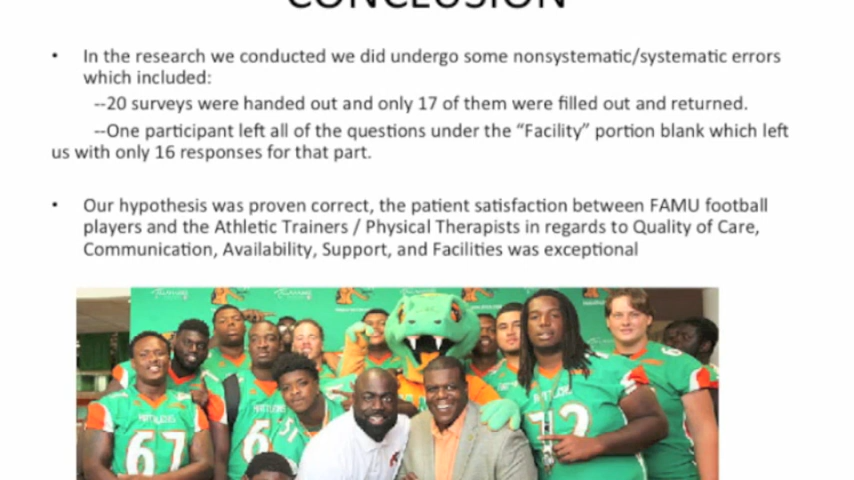 CONCLUSION
• In the research we conducted we did undergo some nonsystematic/systematic errors
which included:
--20 surveys were handed out and only 17 of them were filled out and returned.
--One participant left all of the questions under the “Facility” portion blank which left
us with only 16 responses for that part.
• Our hypothesis was proven correct, the patient satisfaction between FAMU football
players and the Athletic Trainers / Physical Therapists in regards to Quality of Care,
Communication, Availability, Support, and Facilities was exceptional
67
6
51
72